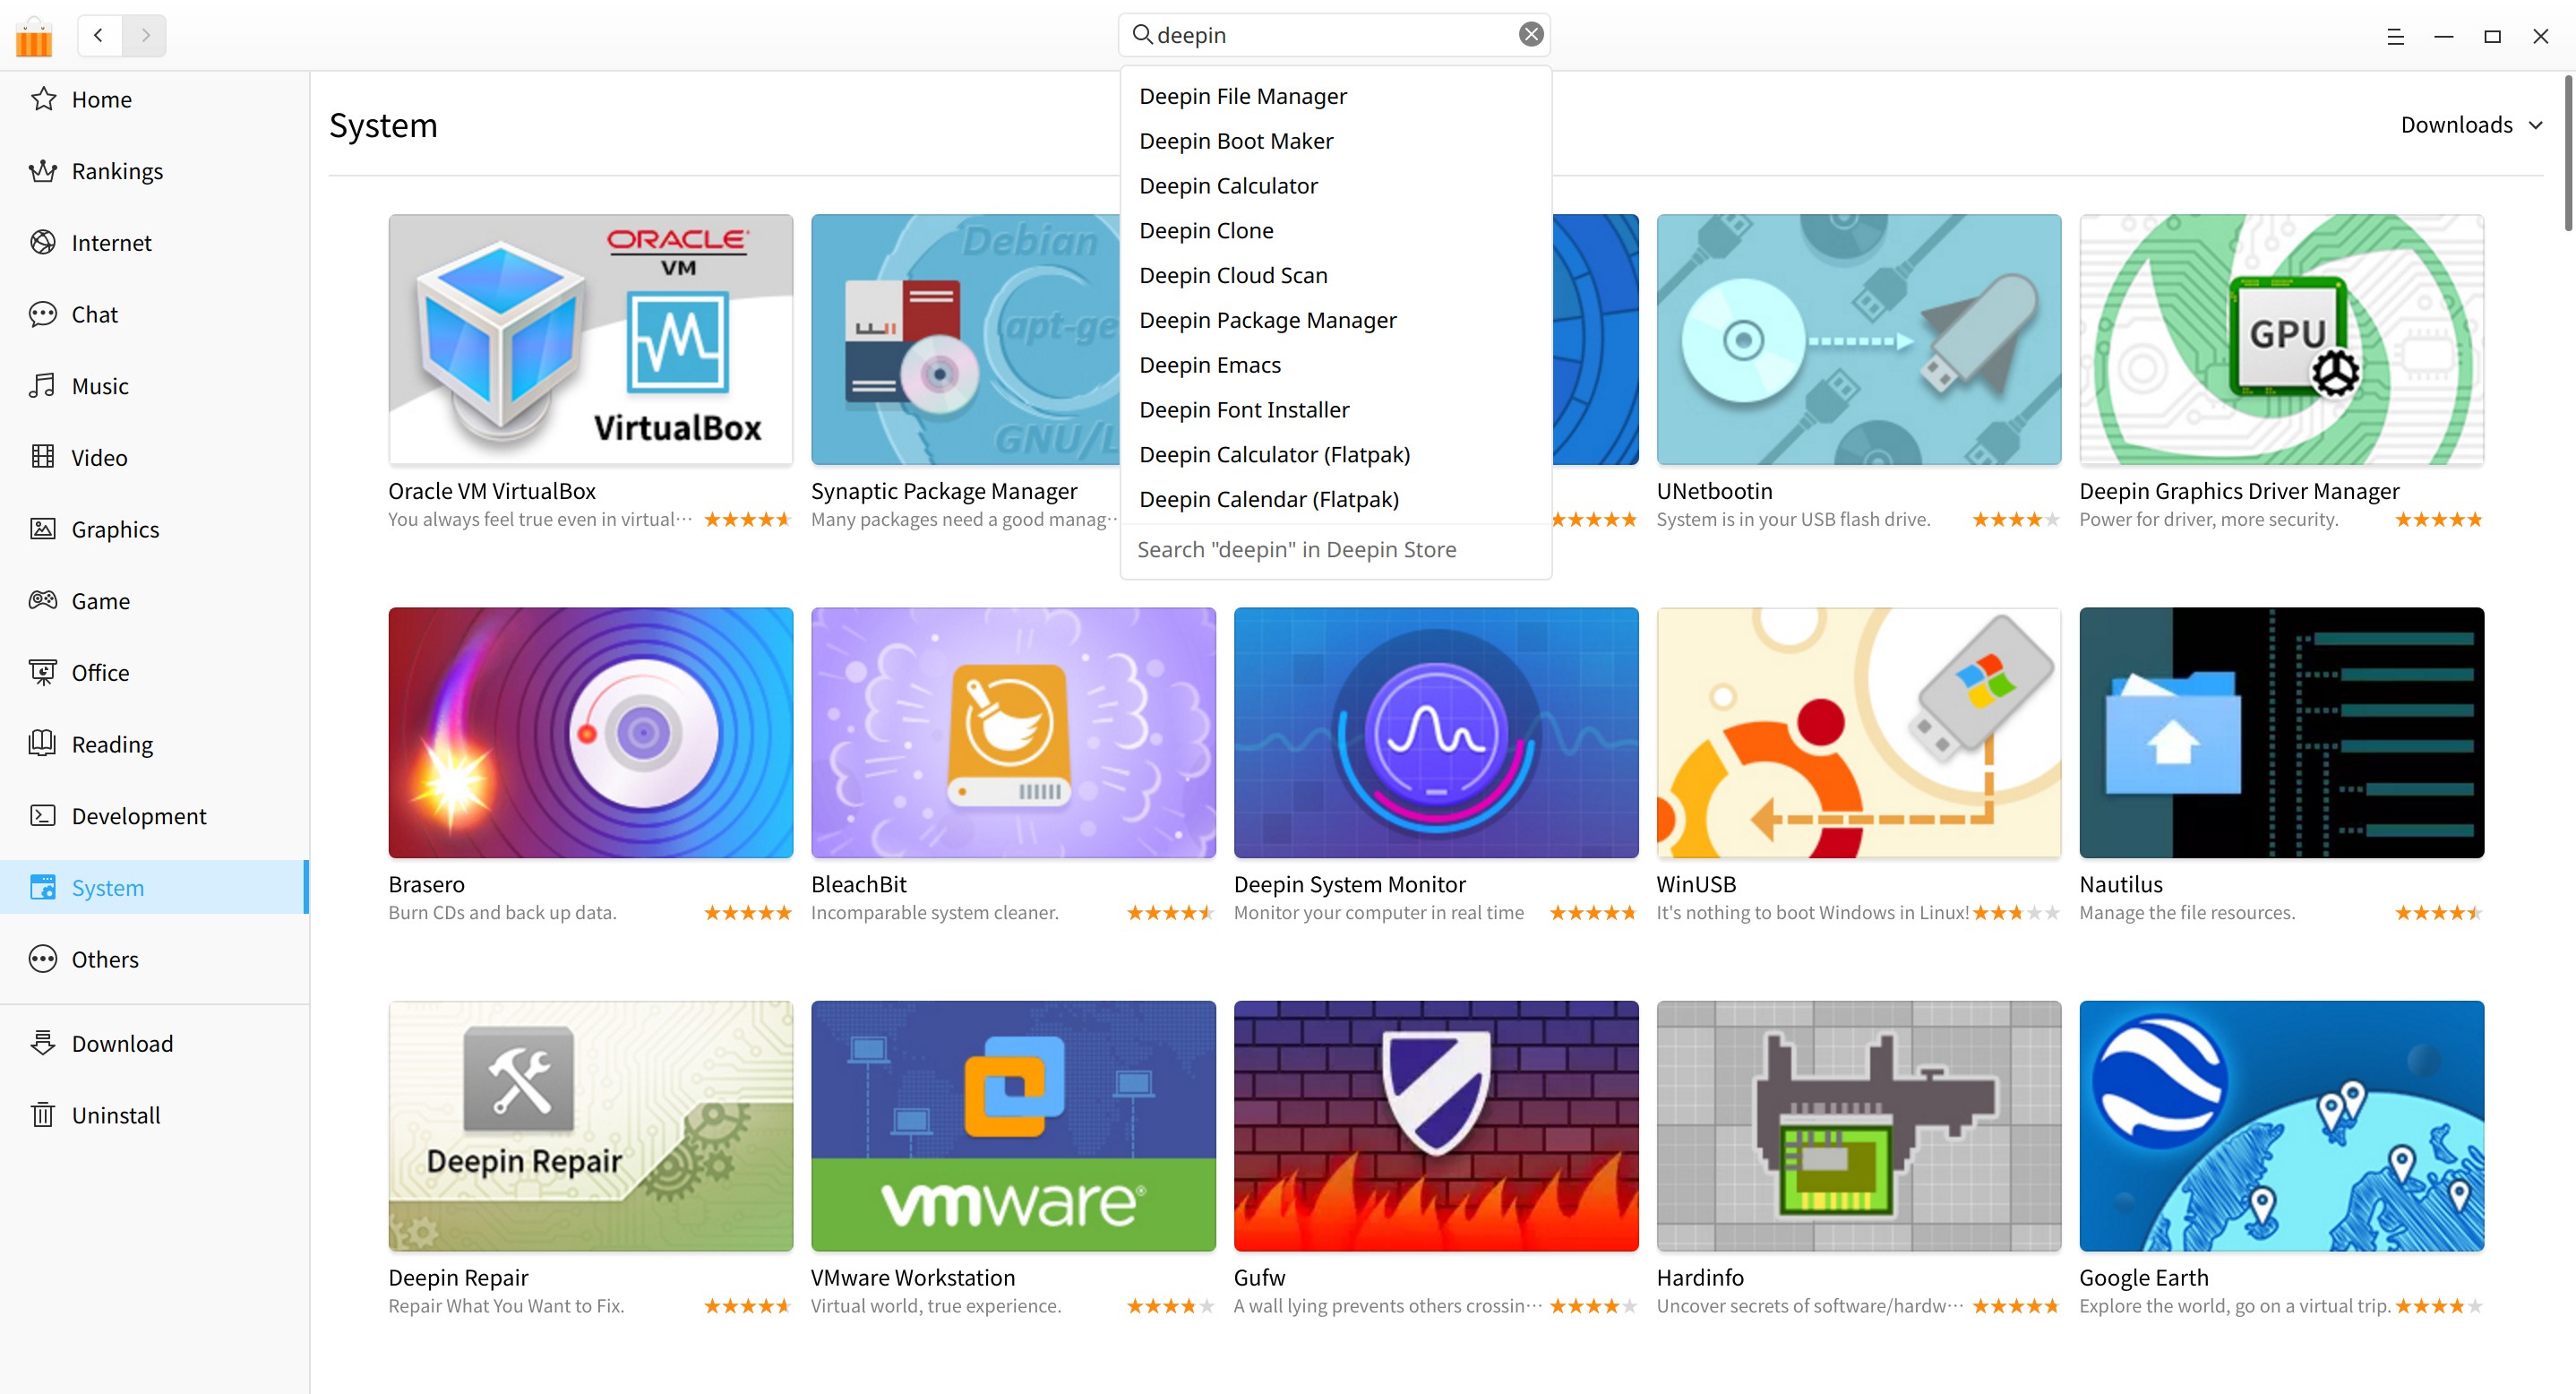 deepin
Deepin File Manager
Deepin Boot Maker
Deepin Calculator
Deepin Clone
Deepin Cloud Scan
Deepin Package Manager
Deepin Emacs
Deepin Font Installer
Deepin Calculator (Flatpak)
Deepin Calendar (Flatpak)
Search "deepin" in Deepin Store
Home
Rankings
Internet
Chat
Music
Video
Graphics
Game
Office
Reading
Development
System
Others
Download
Uninstall
System
Downloads
ORACLE
VM
VirtualBox
Oracle VM VirtualBox
You always feel true even in virtual···
Debian
apt-ge
GNU/L
Synaptic Package Manager
Many packages need a good manag···
UNetbootin
System is in your USB flash drive.
GPU
Deepin Graphics Driver Manager
Power for driver, more security.
Brasero
Burn CDs and back up data.
BleachBit
Incomparable system cleaner.
Deepin System Monitor
Monitor your computer in real time
WinUSB
It's nothing to boot Windows in Linux!
Nautilus
Manage the file resources.
Deepin Repair
Deepin Repair
Repair What You Want to Fix.
vmware®
VMware Workstation
Virtual world, true experience.
Gufw
A wall lying prevents others crossin···
Hardinfo
Uncover secrets of software/hardw···
Google Earth
Explore the world, go on a virtual trip.